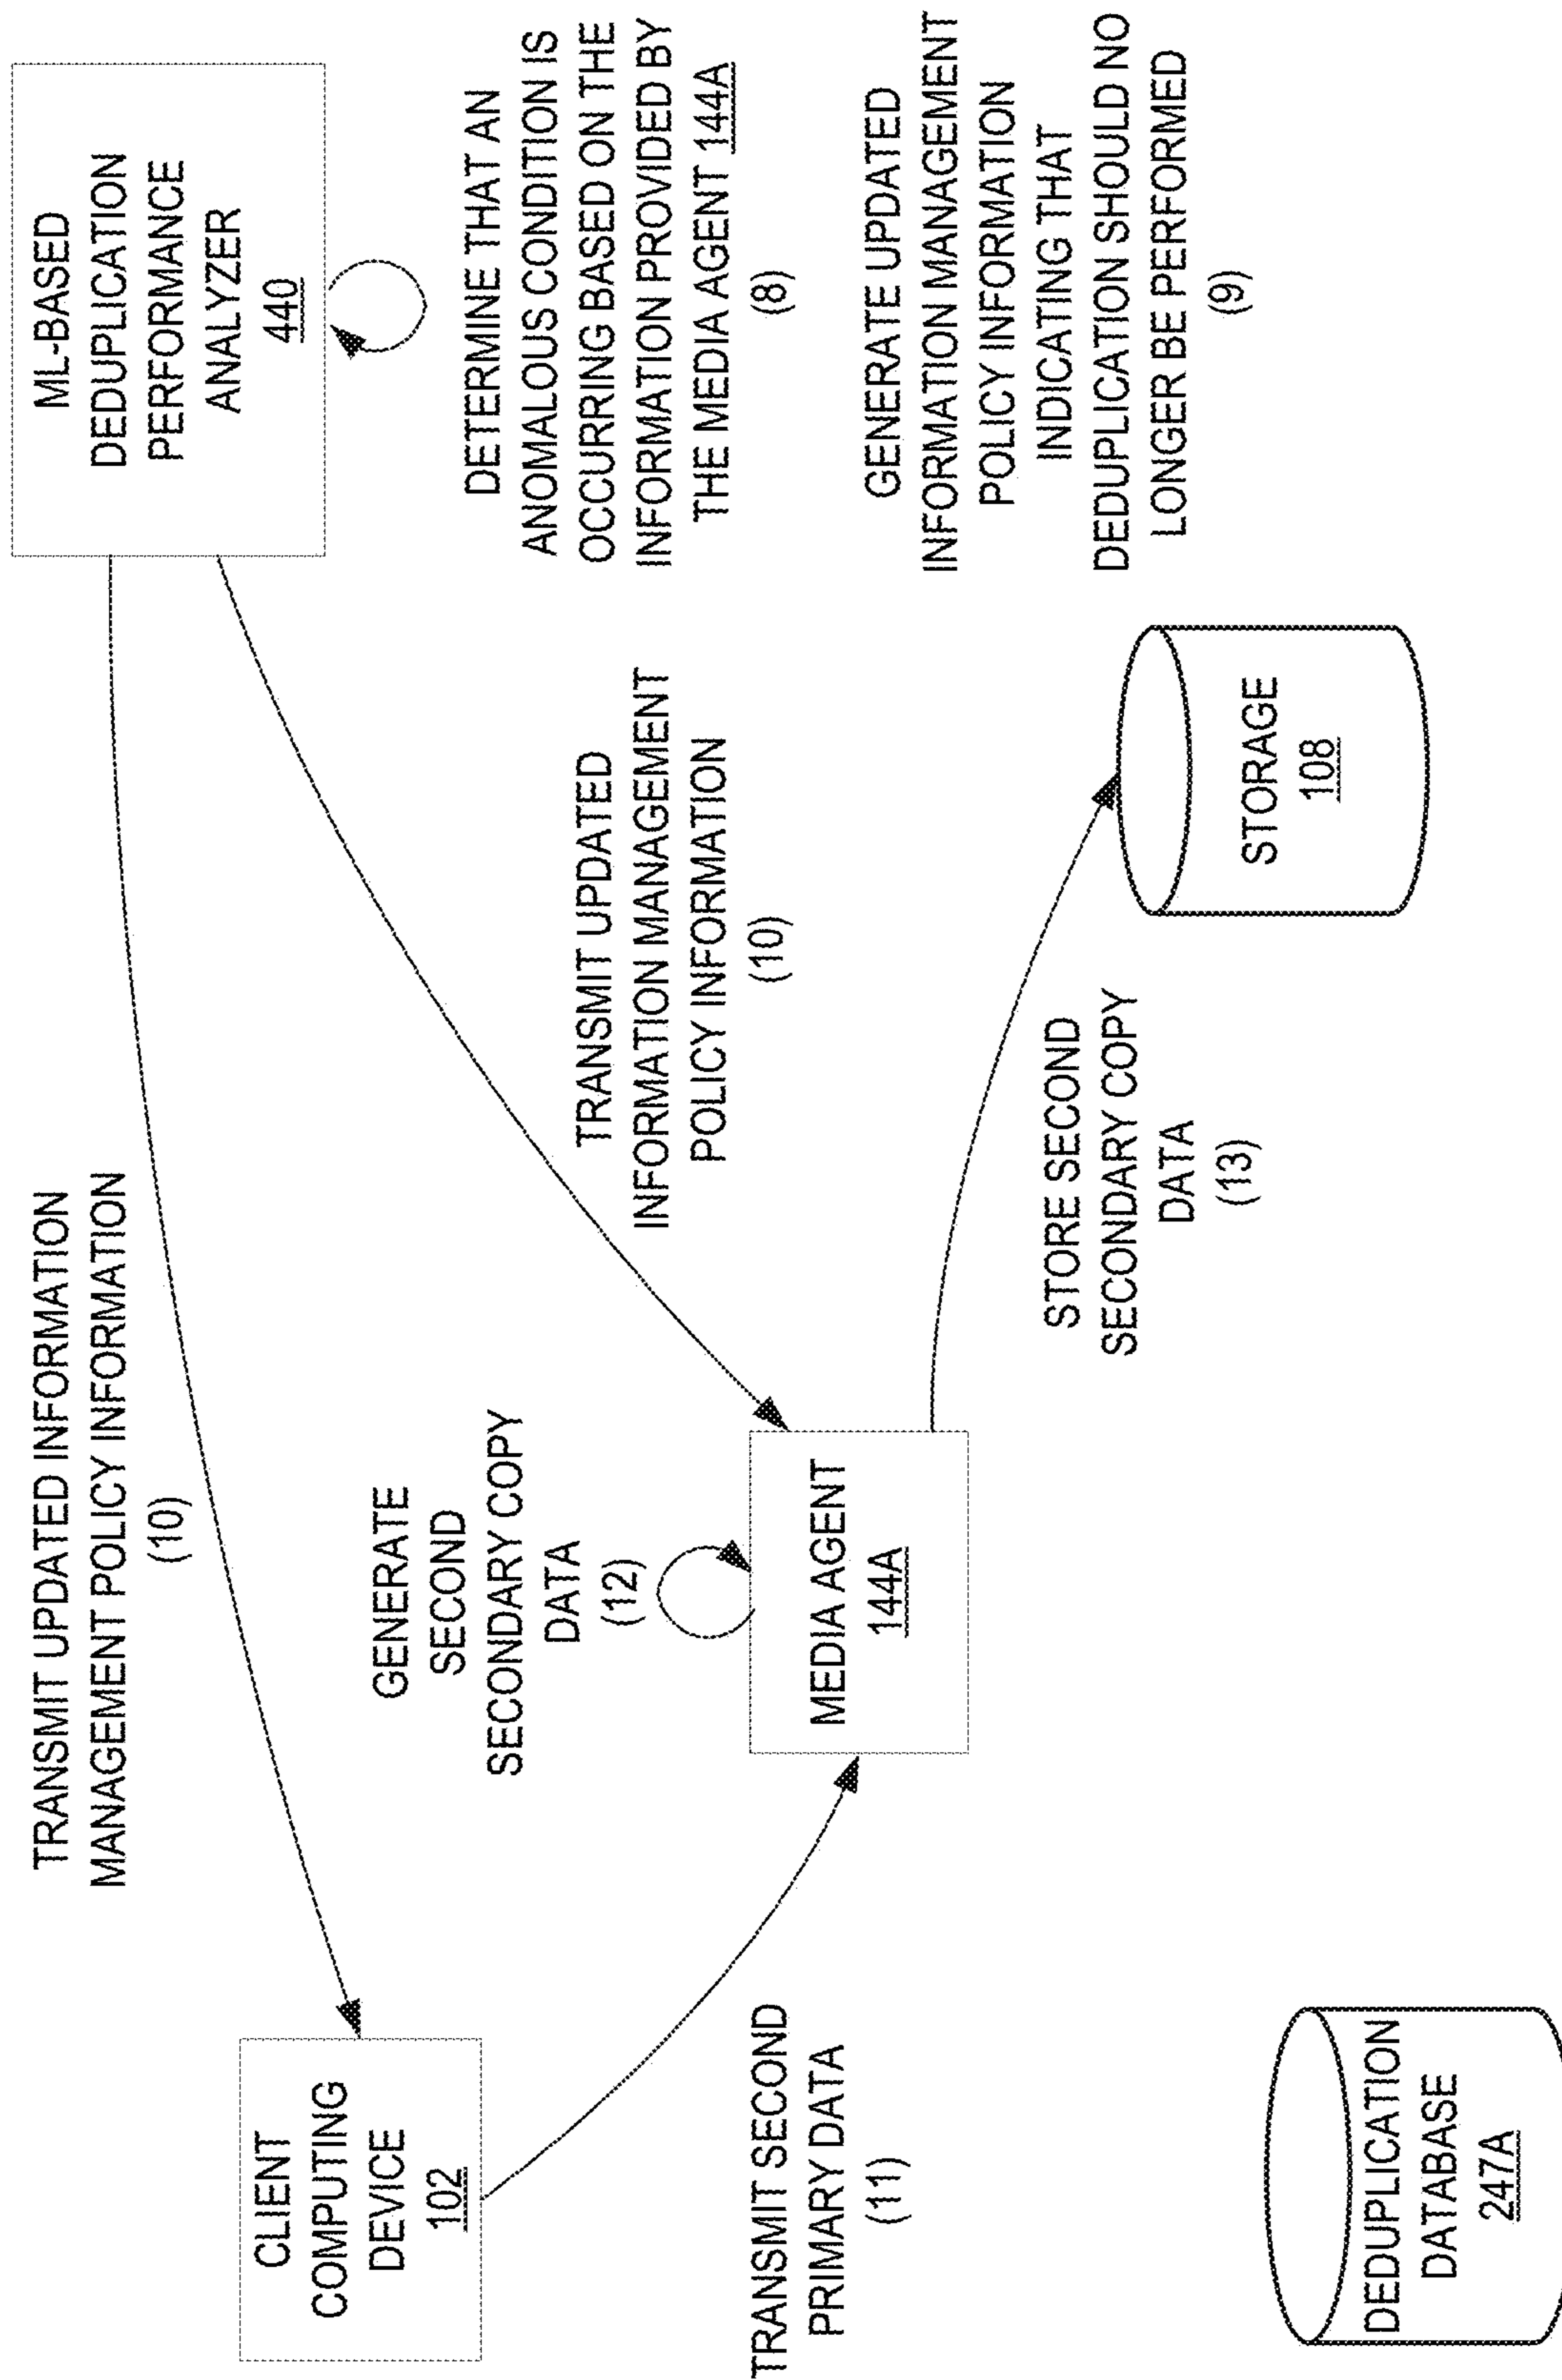 TRANSMIT UPDATED INFORMATION
MANAGEMENT POLICY INFORMATION
(10)
ML-BASED
DEDUPLICATION
PERFORMANCE
ANALYZER
440
CLIENT
COMPUTING
DEVICE
102
GENERATE
SECOND
SECONDARY COPY
DATA
(12)
TRANSMIT UPDATED
INFORMATION MANAGEMENT
POLICY INFORMATION
(10)
DETERMINE THAT AN
ANOMALOUS CONDITION IS
OCCURRING BASED ON THE
INFORMATION PROVIDED BY
THE MEDIA AGENT 144A
(8)
TRANSMIT SECOND
PRIMARY DATA
(11)
MEDIA AGENT
144A
GENERATE UPDATED
INFORMATION MANAGEMENT
POLICY INFORMATION
INDICATING THAT
DEDUPLICATION SHOULD NO
LONGER BE PERFORMED
(9)
STORE SECOND
SECONDARY COPY
DATA
(13)
STORAGE
108
DEDUPLICATION
DATABASE
247A